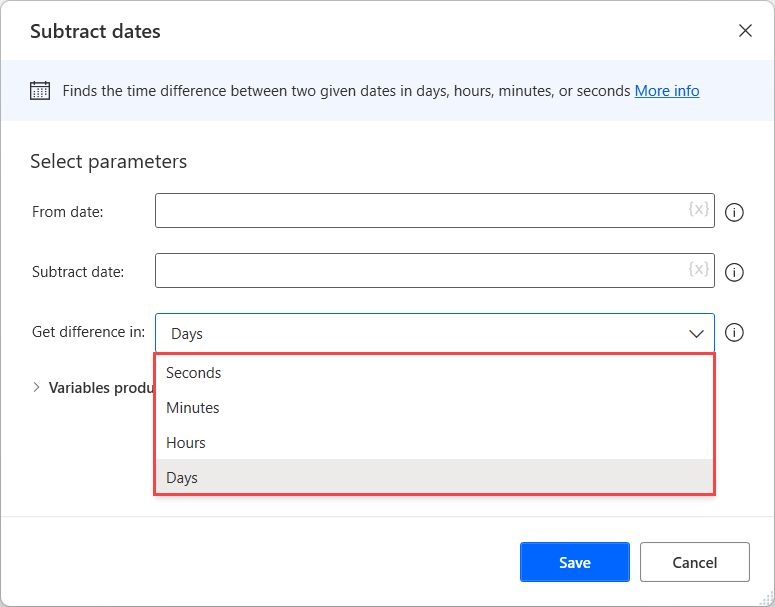 Subtract dates
Finds the time difference between two given dates in days, hours, minutes, or seconds More info
Select parameters
From date:
{x}
Subtract date:
{x}
Get difference in:
Days
Seconds
Variables produ
Minutes
Hours
Days
Save
Cancel